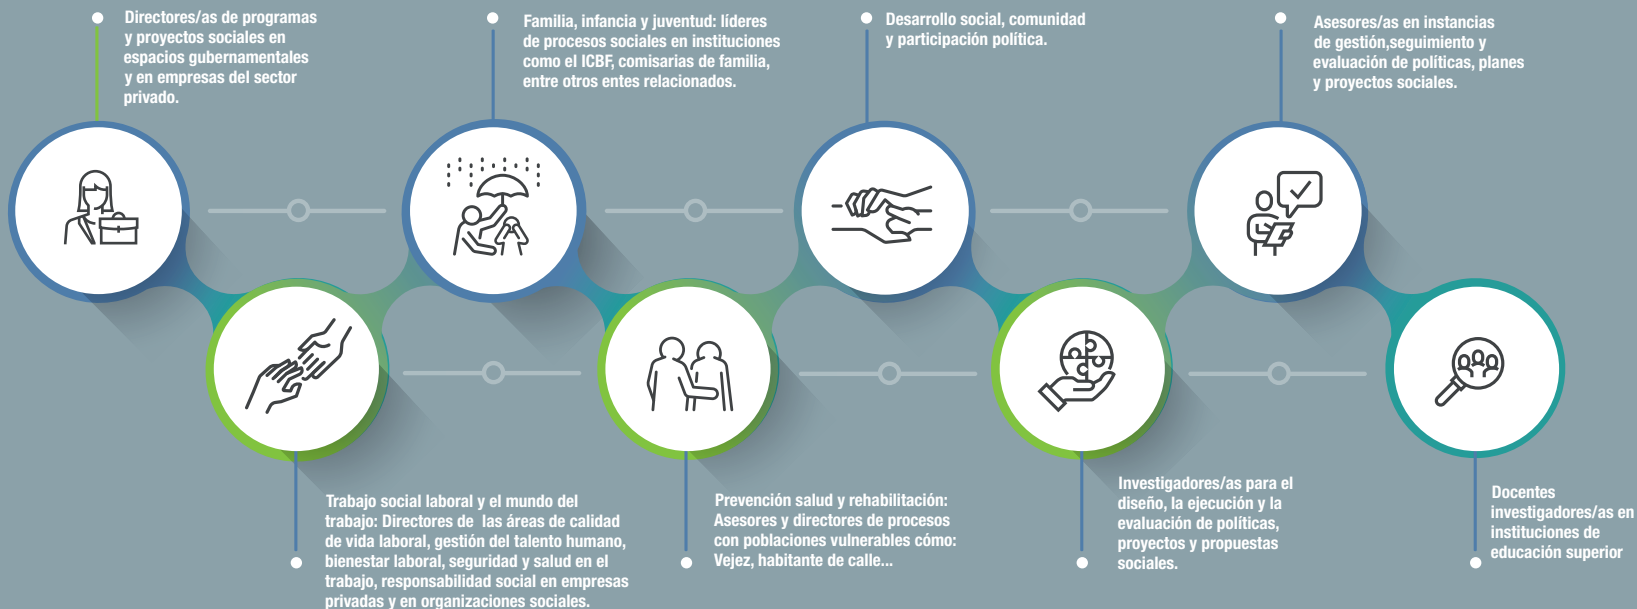 Directores/as de programas
y proyectos sociales en
espacios gubernamentales
y en empresas del sector
privado.
Familia, infancia y juventud: líderes
de procesos sociales en instituciones
como el ICBF, comisarias de familia,
entre otros entes relacionados.
Desarrollo social, comunidad
y participación política.
Asesores/as en instancias
de gestión,seguimiento y
evaluación de políticas, planes
y proyectos sociales.
Trabajo social laboral y el mundo del
trabajo: Directores de las áreas de calidad
de vida laboral, gestión del talento humano,
bienestar laboral, seguridad y salud en el
trabajo, responsabilidad social en empresas
privadas y en organizaciones sociales.
Prevención salud y rehabilitación:
Asesores y directores de procesos
con poblaciones vulnerables cómo:
Vejez, habitante de calle...
Investigadores/as para el
diseño, la ejecución y la
evaluación de políticas,
proyectos y propuestas
sociales.
Docentes
investigadores/as en
instituciones de
educación superior